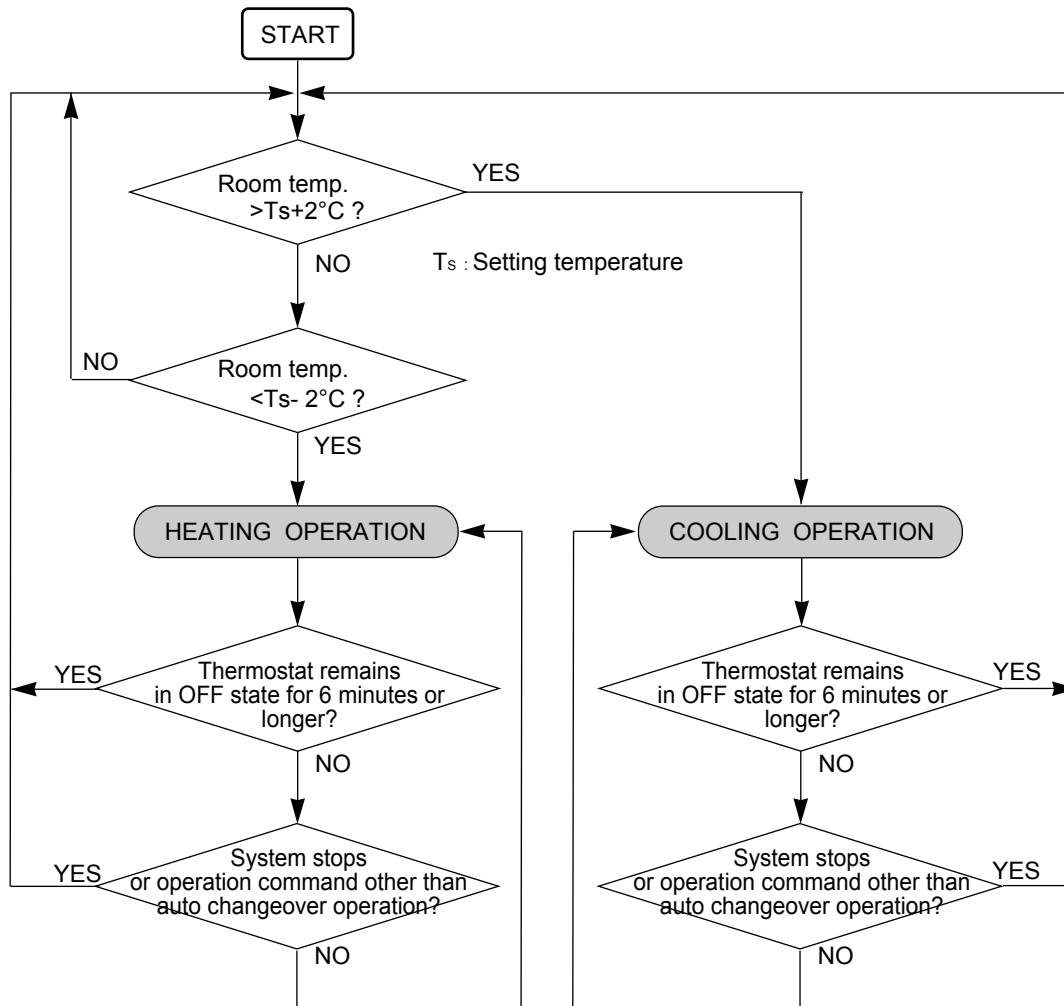 START
Room temp.
>Ts+2°C ?
YES
NO
Ts : Setting temperature
Room temp.
<Ts- 2°C ?
NO
YES
HEATING OPERATION
COOLING OPERATION
Thermostat remains
in OFF state for 6 minutes or
longer?
YES
NO
Thermostat remains
in OFF state for 6 minutes or
longer?
YES
NO
System stops
or operation command other than
auto changeover operation?
YES
NO
System stops
or operation command other than
auto changeover operation?
YES
NO